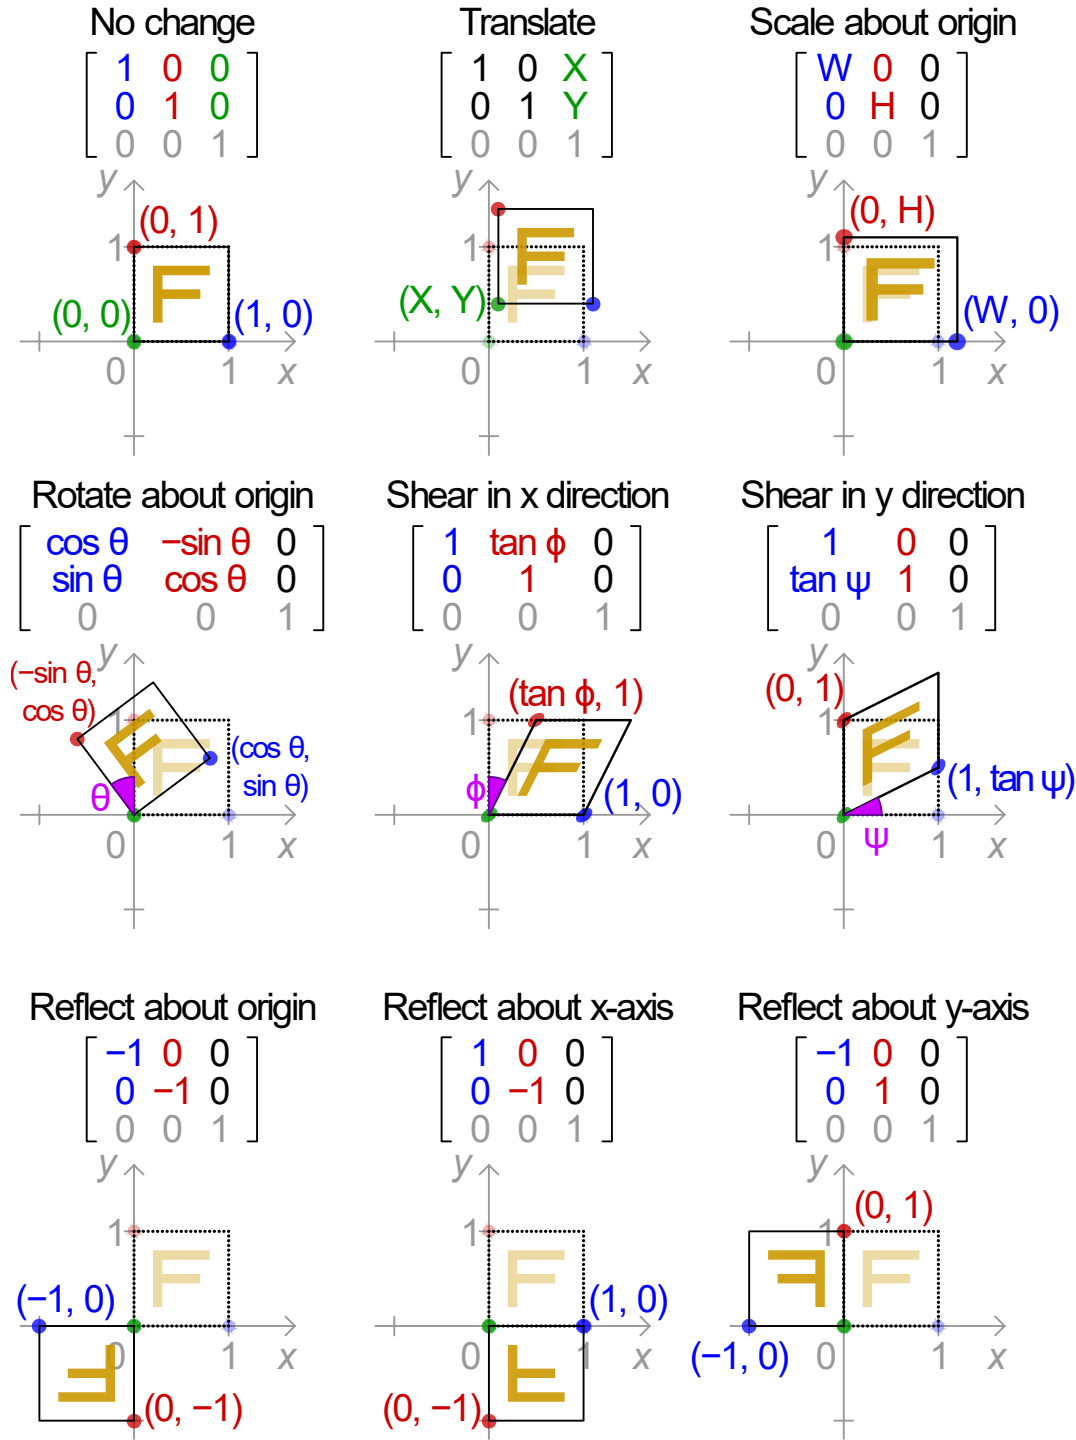 No change
1 0 0
0 1 0
0 0 1
y
(0, 1)
1
F
(0, 0)
(1, 0)
0
1
x
Translate
1 0 X
0 1 Y
0 0 1
y
1
F
F
(X, Y)
0
1
x
Scale about origin
W 0 0
0 H 0
0 0 1
y
(0, H)
1
F
F
(W, 0)
0
1
x
Rotate about origin
cos θ −sin θ 0
sin θ cos θ 0
0 0 1
y
(−sin θ,
cos θ)
1
F
F
(cos θ,
sin θ)
θ
0
1
x
Shear in x direction
1 tan ϕ 0
0 1 0
0 0 1
y
(tan ϕ, 1)
1
F
F
ϕ
(1, 0)
0
1
x
Shear in y direction
1 0 0
tan ψ 1 0
0 0 1
y
(0, 1)
1
F
F
(1, tan ψ)
ψ
0
1
x
Reflect about origin
−1 0 0
0 −1 0
0 0 1
y
1
F
(−1, 0)
0
1
x
F
(0, −1)
Reflect about x-axis
1 0 0
0 −1 0
0 0 1
y
1
F
(1, 0)
0
1
x
F
(0, −1)
Reflect about y-axis
−1 0 0
0 1 0
0 0 1
y
(0, 1)
1
F
F
(−1, 0)
0
1
x